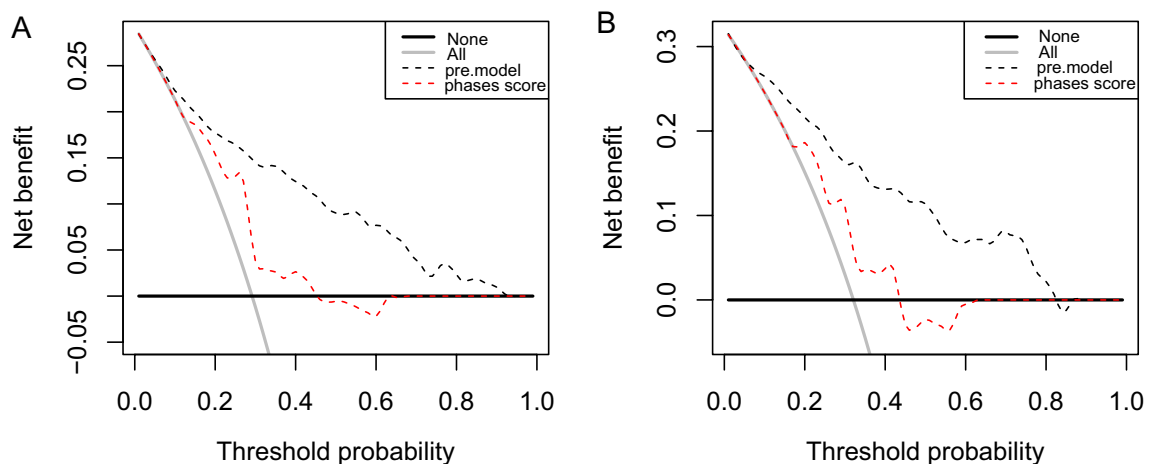 A
None
All
pre.model
phases score
Net benefit
0.25
0.15
0.05
−0.05
0.0 0.2 0.4 0.6 0.8 1.0
Threshold probability
B
None
All
pre.model
phases score
Net benefit
0.3
0.2
0.1
0.0
0.0 0.2 0.4 0.6 0.8 1.0
Threshold probability